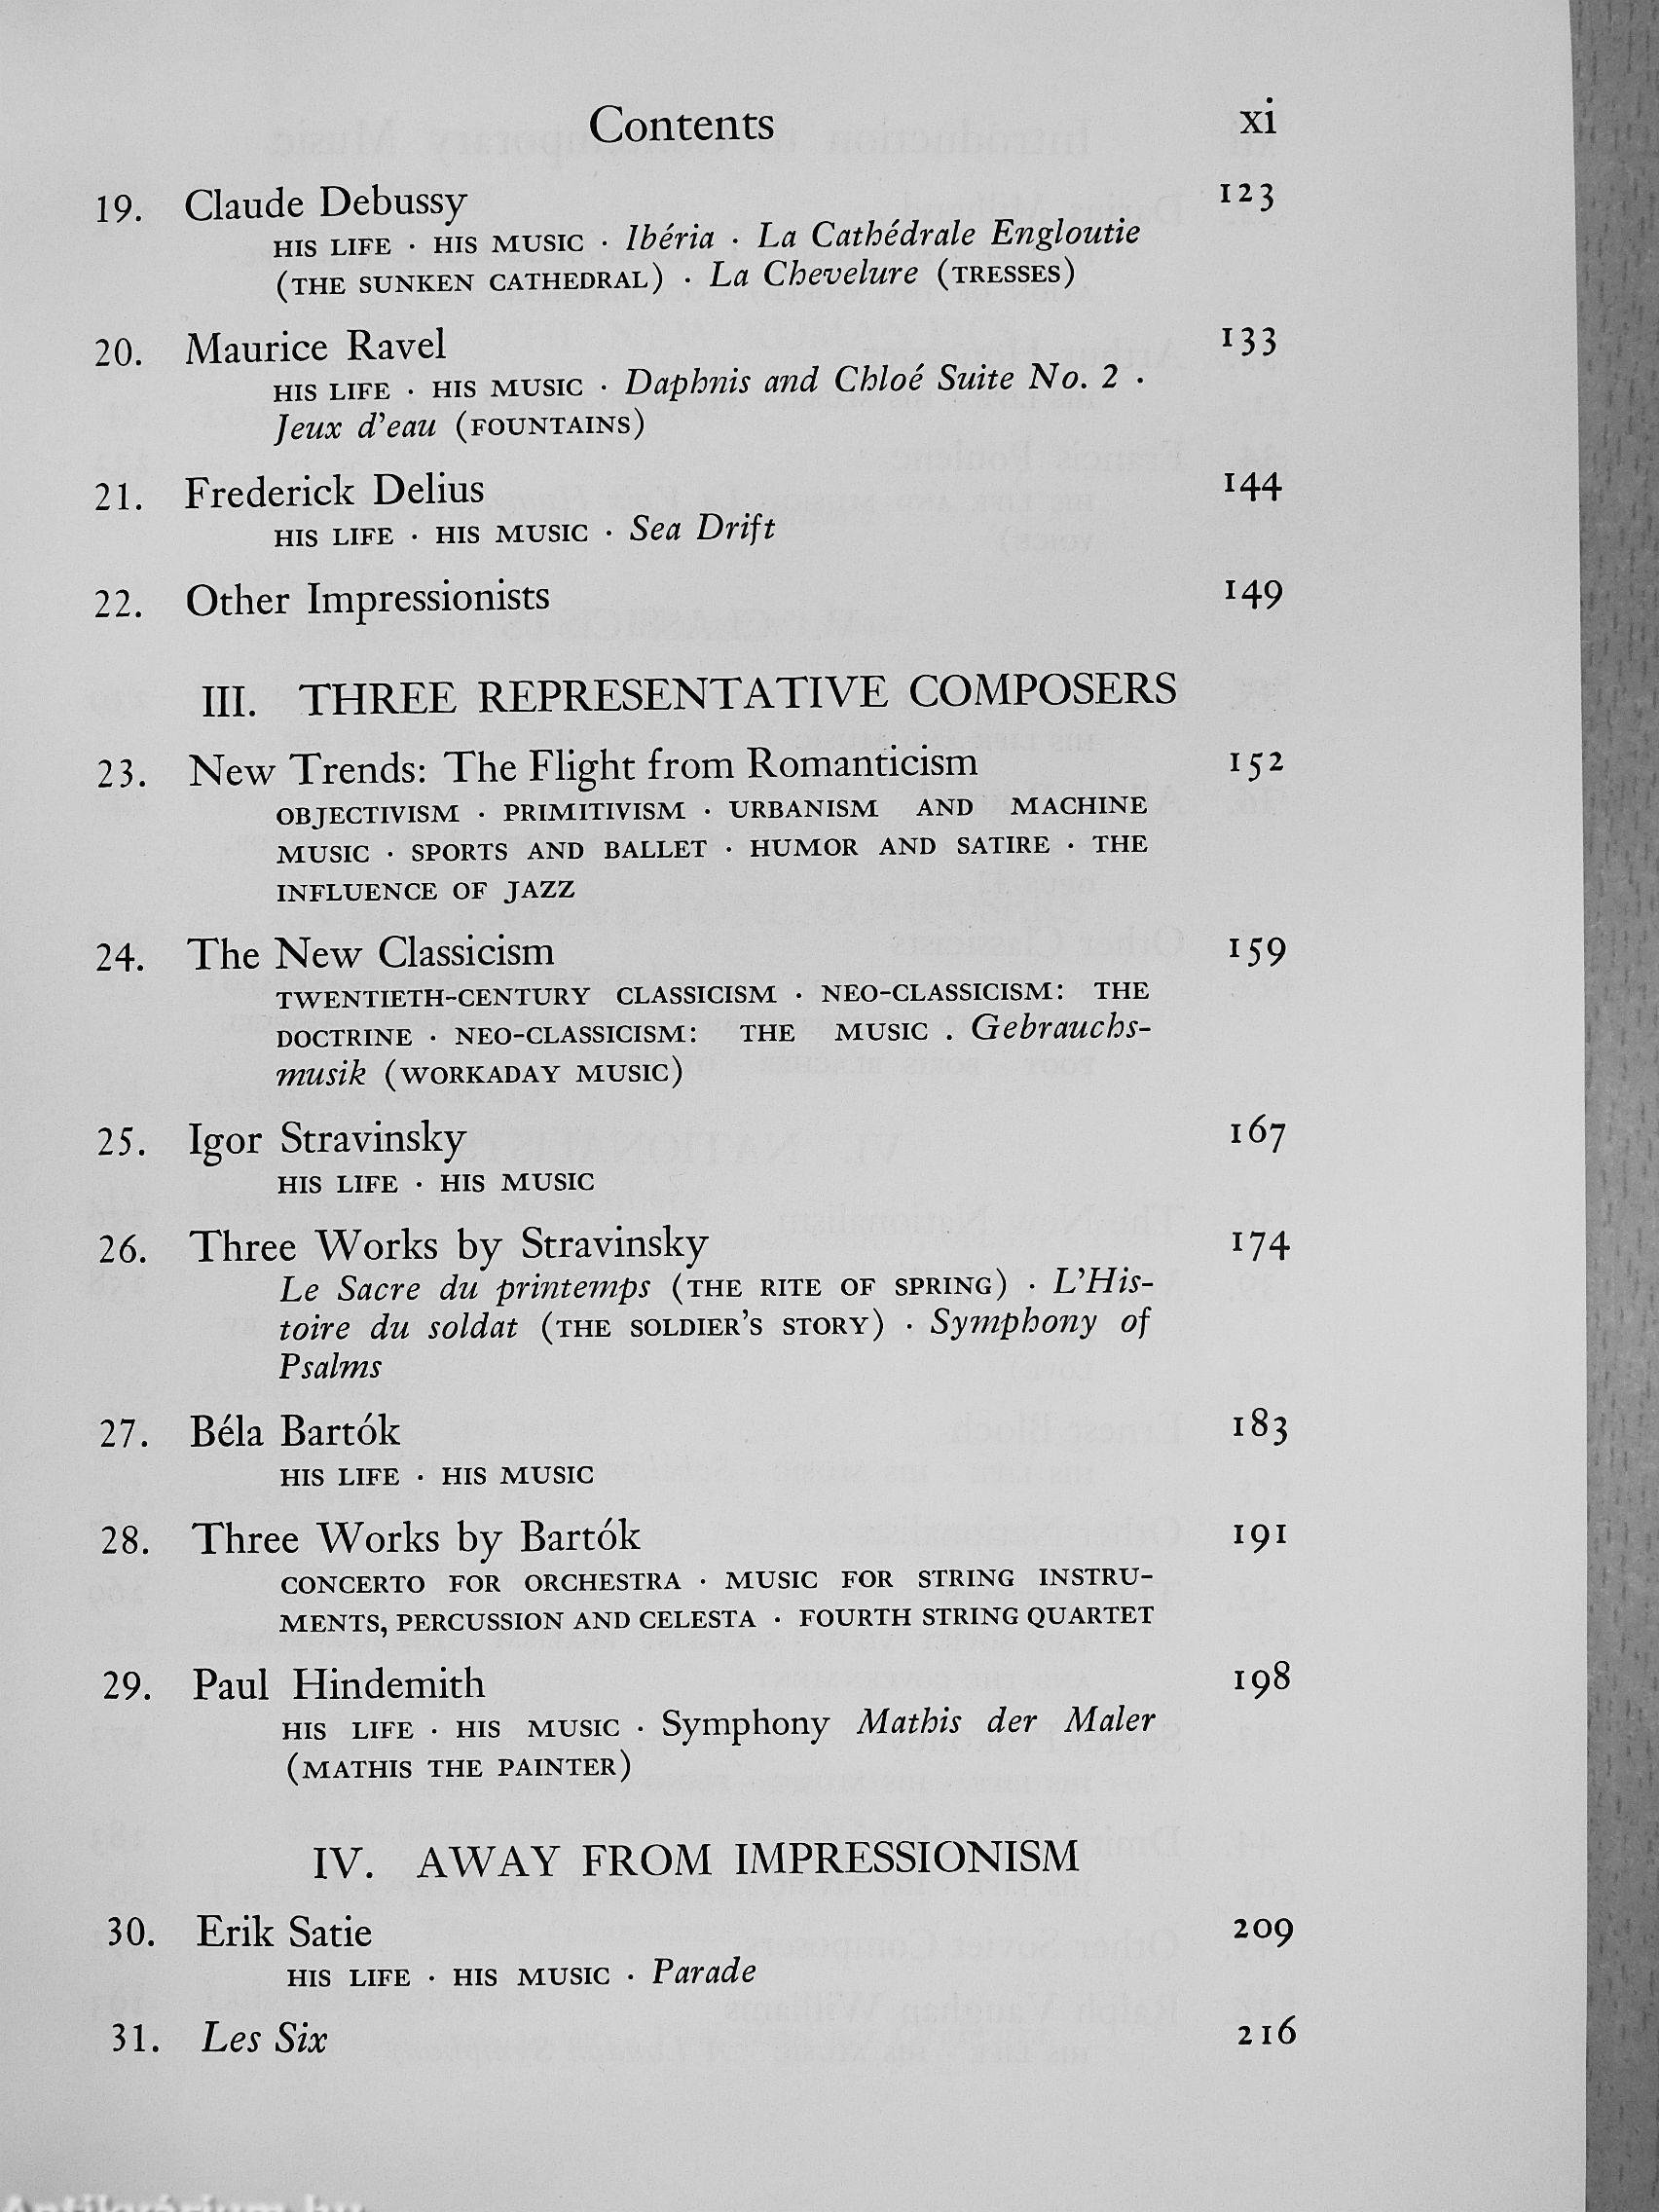 Contents xi
19. Claude Debussy 123
HIS LIFE · HIS MUSIC · Ibéria · La Cathédrale Engloutie
(THE SUNKEN CATHEDRAL) · La Chevelure (TRESSES)
20. Maurice Ravel 133
HIS LIFE · HIS MUSIC · Daphnis and Chloé Suite No. 2 ·
Jeux d'eau (FOUNTAINS)
21. Frederick Delius 144
HIS LIFE · HIS MUSIC · Sea Drift
22. Other Impressionists 149
III. THREE REPRESENTATIVE COMPOSERS
23. New Trends: The Flight from Romanticism 152
OBJECTIVISM · PRIMITIVISM · URBANISM AND MACHINE
MUSIC · SPORTS AND BALLET · HUMOR AND SATIRE · THE
INFLUENCE OF JAZZ
24. The New Classicism 159
TWENTIETH-CENTURY CLASSICISM · NEO-CLASSICISM: THE
DOCTRINE · NEO-CLASSICISM: THE MUSIC . Gebrauchs-
musik (WORKADAY MUSIC)
25. Igor Stravinsky 167
HIS LIFE · HIS MUSIC
26. Three Works by Stravinsky 174
Le Sacre du printemps (THE RITE OF SPRING) · L'His-
toire du soldat (THE SOLDIER'S STORY) · Symphony of
Psalms
27. Béla Bartók 183
HIS LIFE · HIS MUSIC
28. Three Works by Bartók 191
CONCERTO FOR ORCHESTRA · MUSIC FOR STRING INSTRU-
MENTS, PERCUSSION AND CELESTA · FOURTH STRING QUARTET
29. Paul Hindemith 198
HIS LIFE · HIS MUSIC · Symphony Mathis der Maler
(MATHIS THE PAINTER)
IV. AWAY FROM IMPRESSIONISM
30. Erik Satie 209
HIS LIFE · HIS MUSIC · Parade
31. Les Six 216